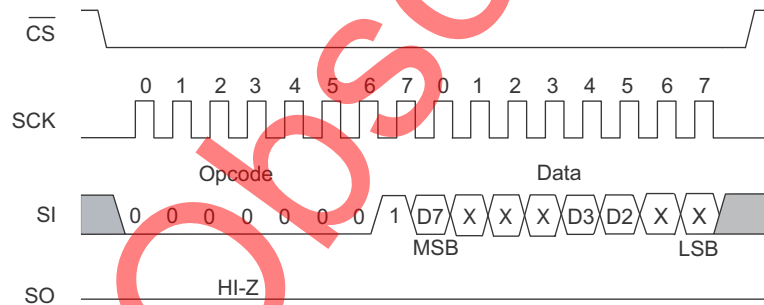 CS
0 1 2 3 4 5 6 7 0 1 2 3 4 5 6 7
SCK
Opcode Data
SI 0 0 0 0 0 0 0 1 D7 X X X D3 D2 X X
MSB LSB
HI-Z
SO
Obso